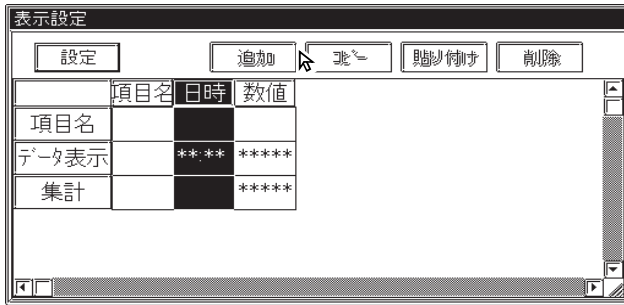 表示設定
設定 追加 ｺﾋﾟｰ 貼り付け 削除
項目名 日時 数値
項目名
ﾃﾞｰﾀ表示 **:** *****
集計 *****